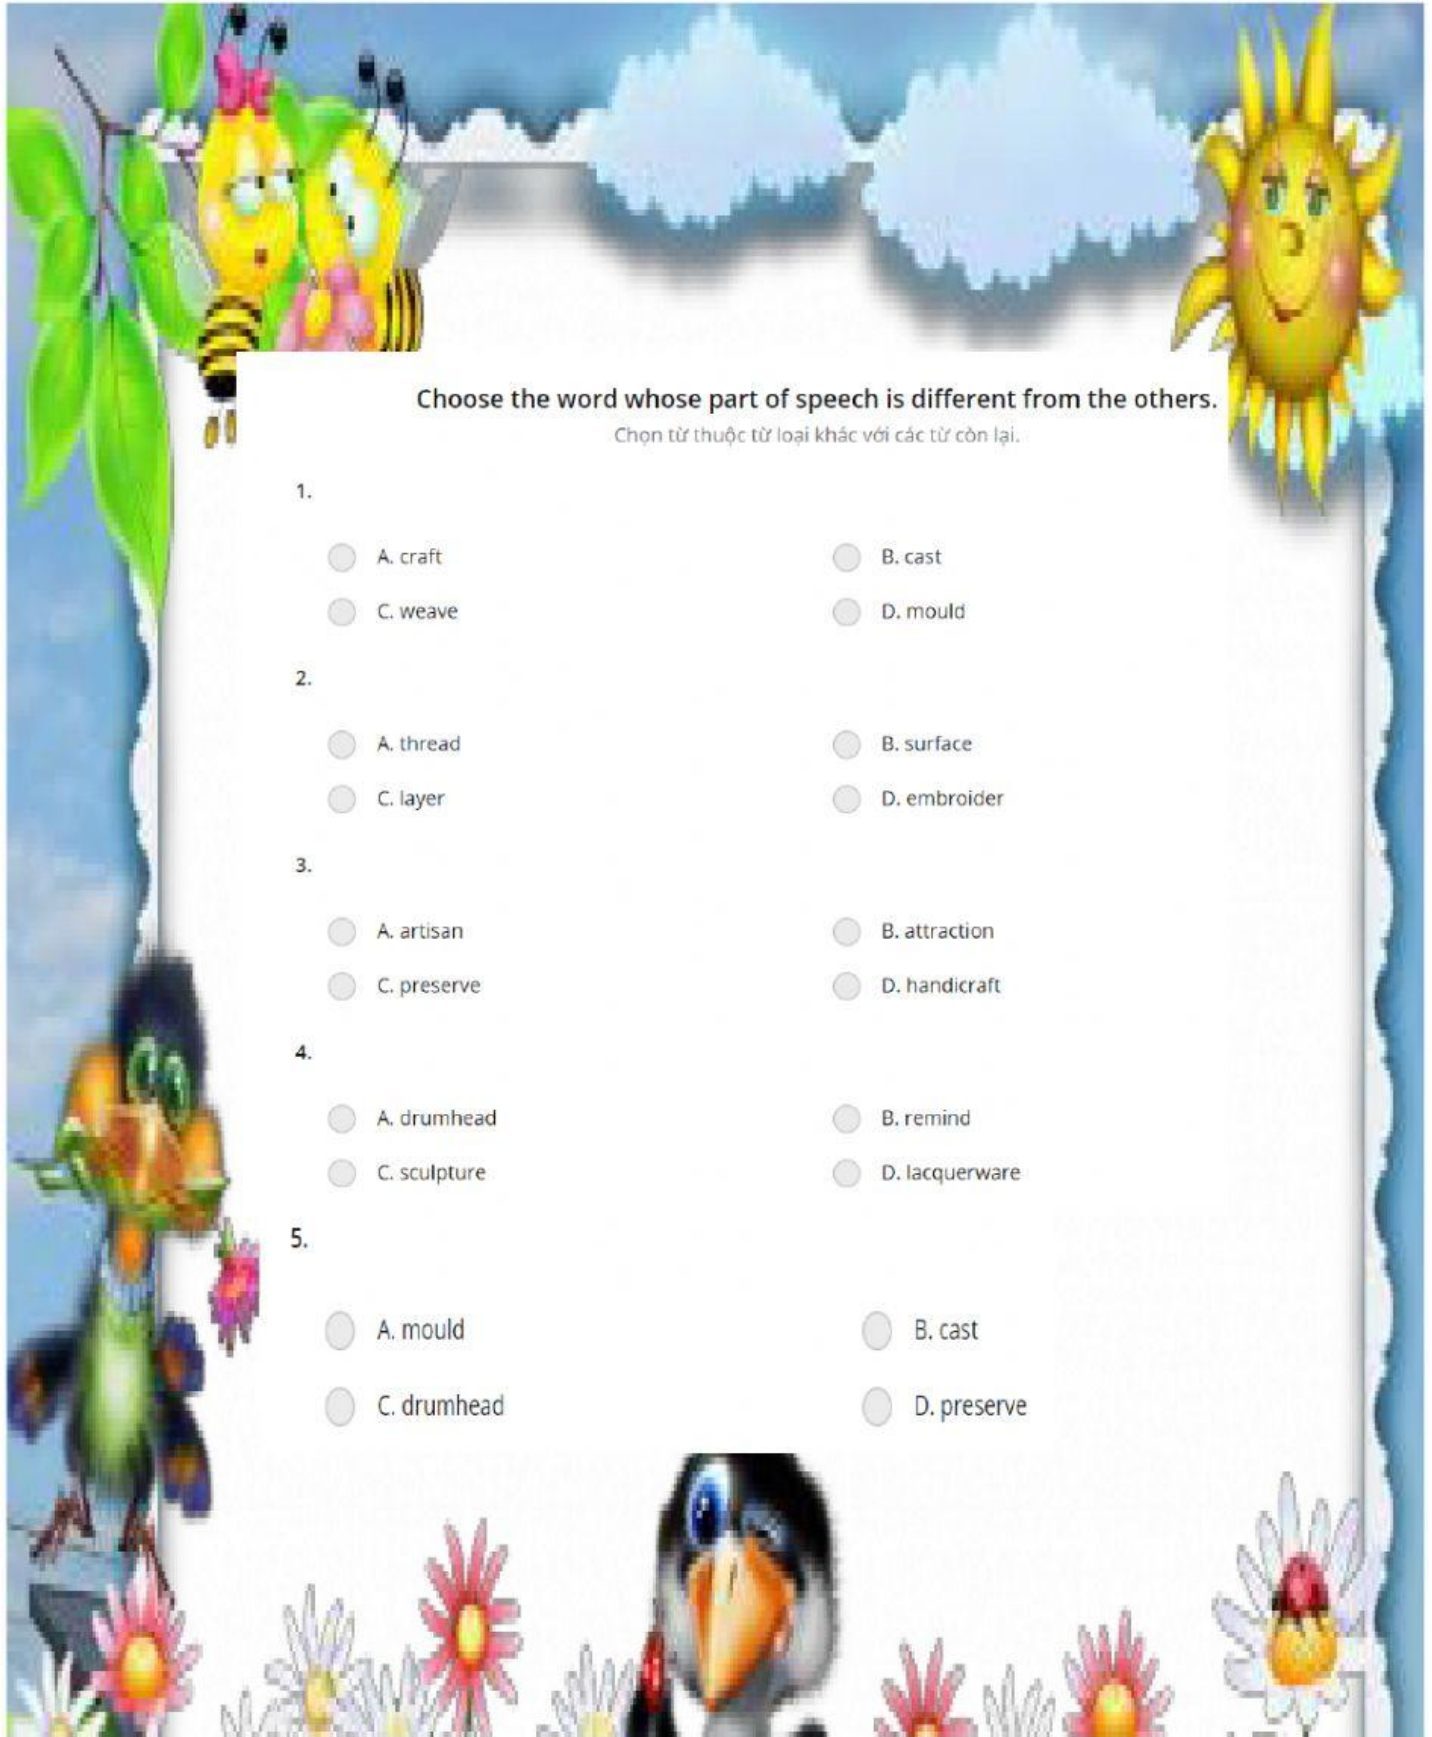 Choose the word whose part of speech is different from the others.
Chọn từ thuộc từ loại khác với các từ còn lại.
1.
A. craft B. cast
C. weave D. mould
2.
A. thread B. surface
C. layer D. embroider
3.
A. artisan B. attraction
C. preserve D. handicraft
4.
A. drumhead B. remind
C. sculpture D. lacquerware
5.
A. mould B. cast
C. drumhead D. preserve